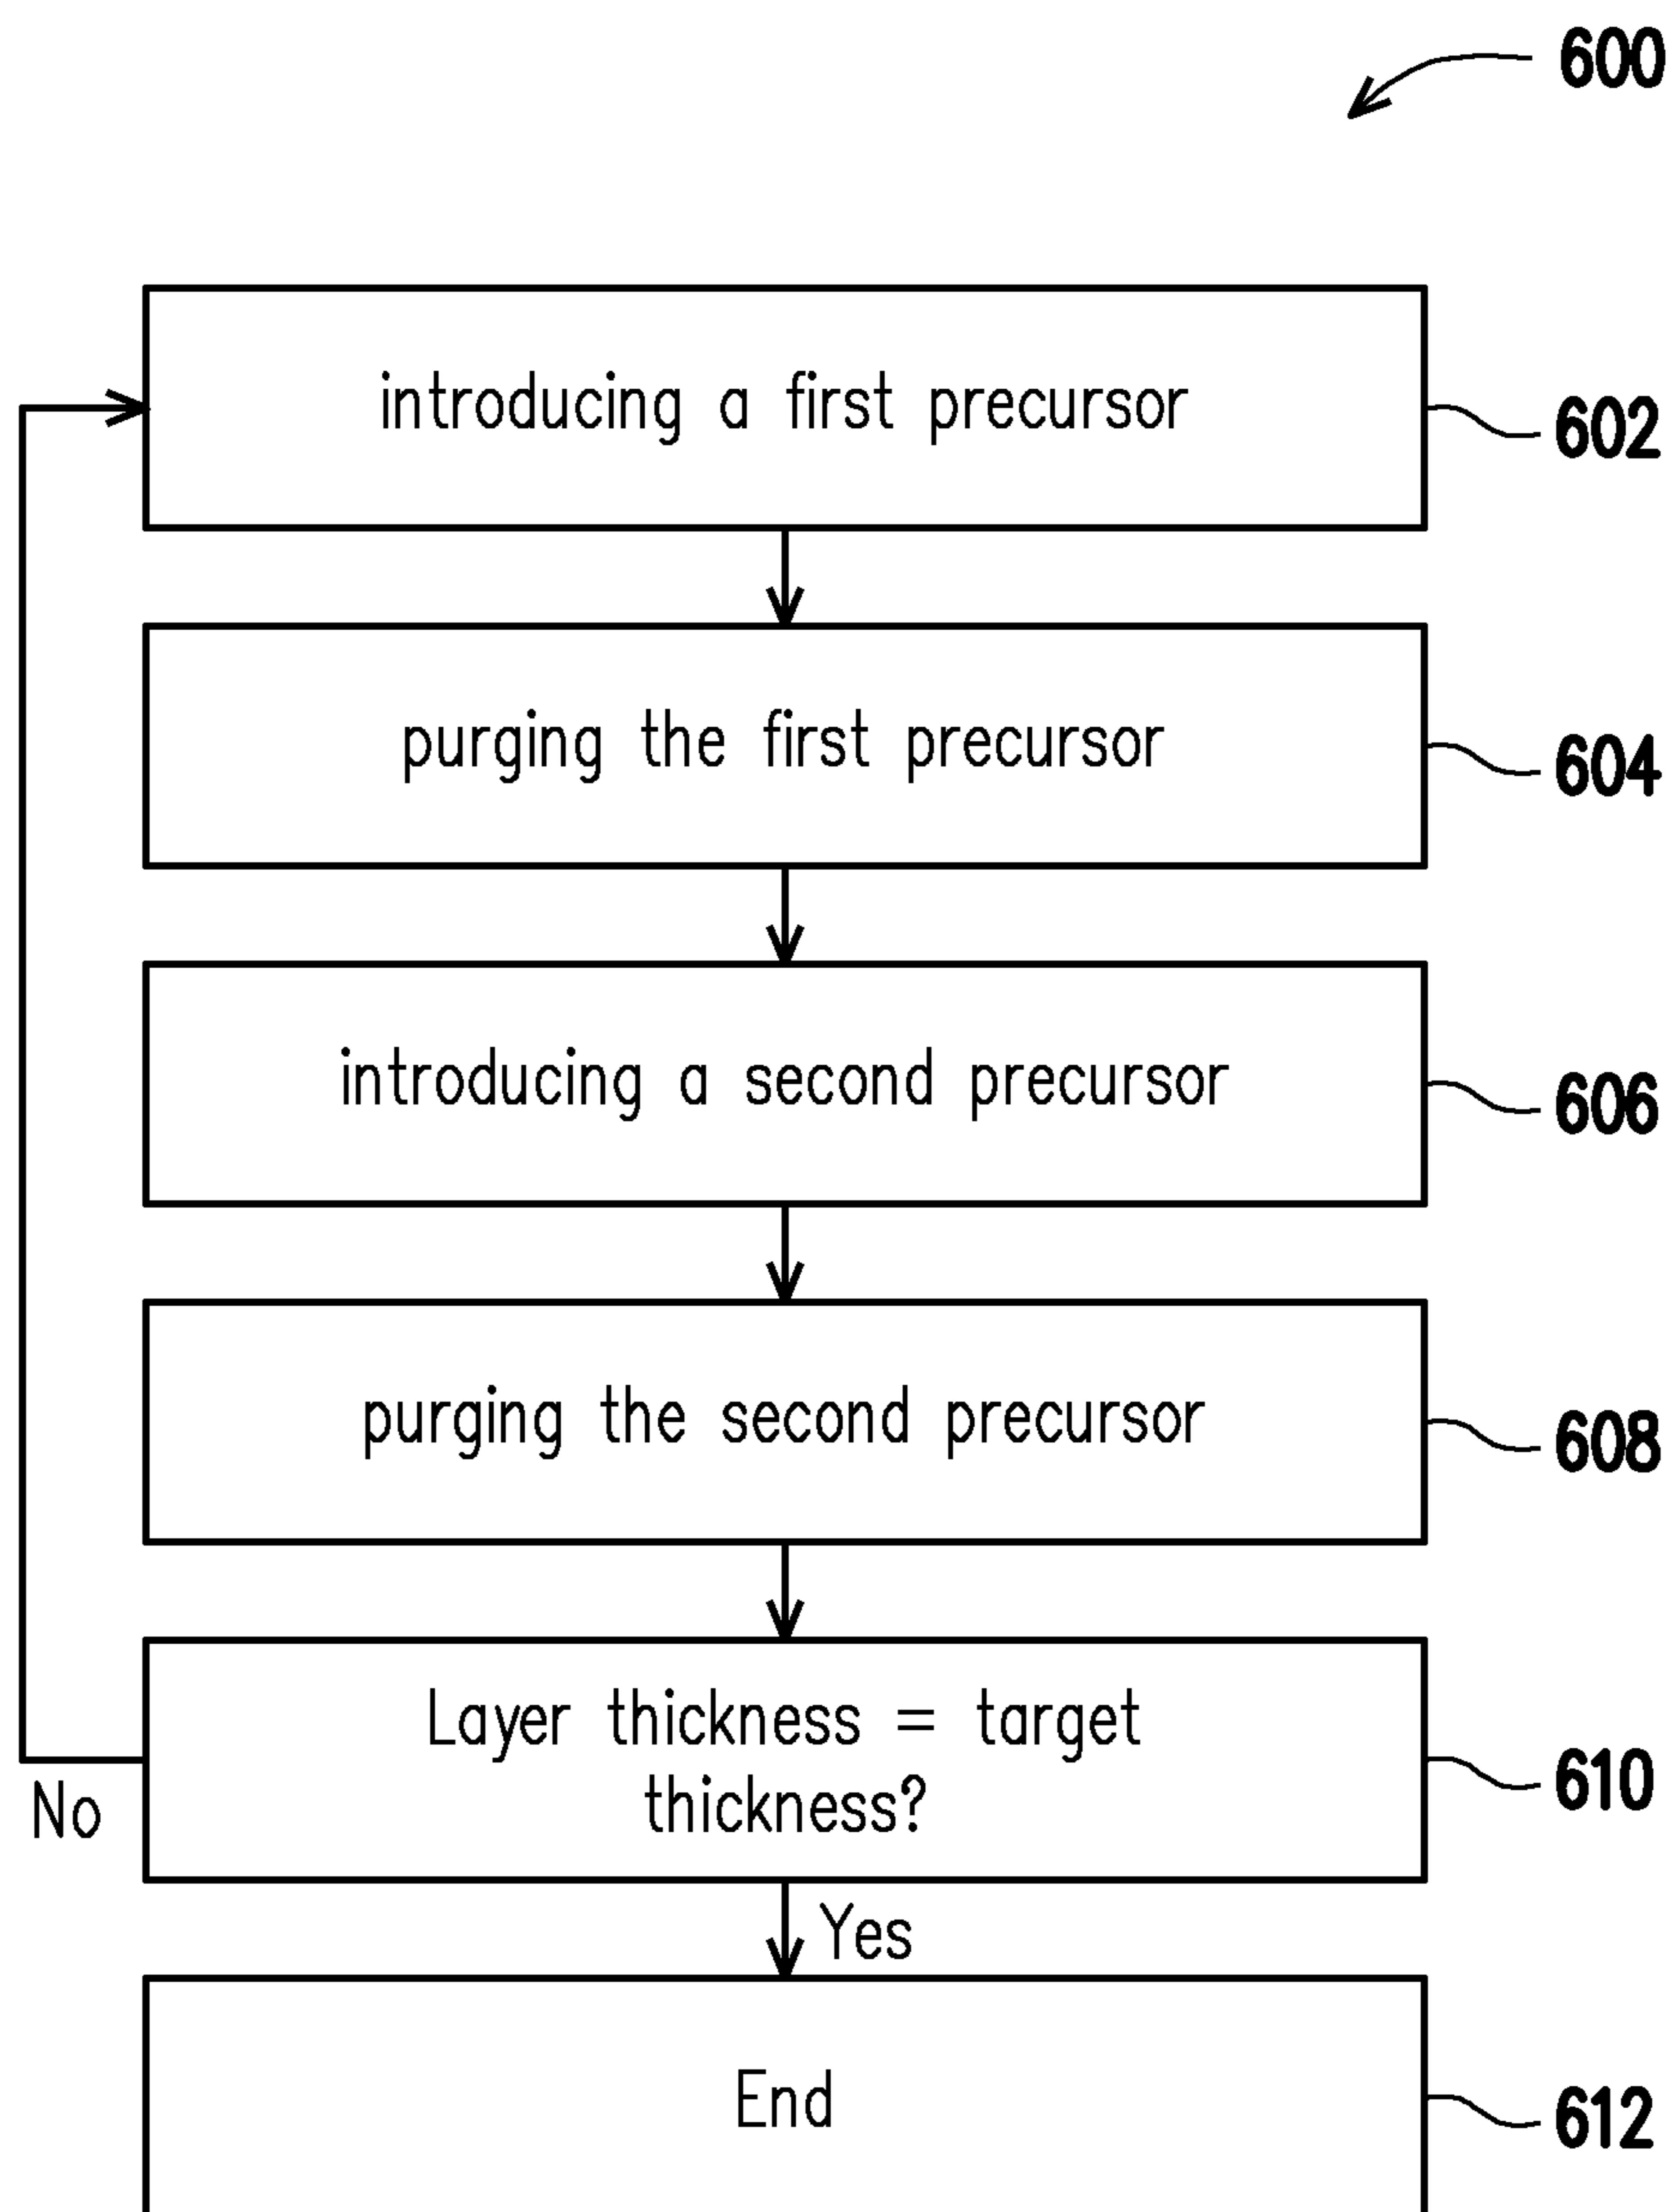 600
introducing a first precursor
602
purging the first precursor
604
introducing a second precursor
606
purging the second precursor
608
Layer thickness = target
thickness?
610
No
Yes
End
612